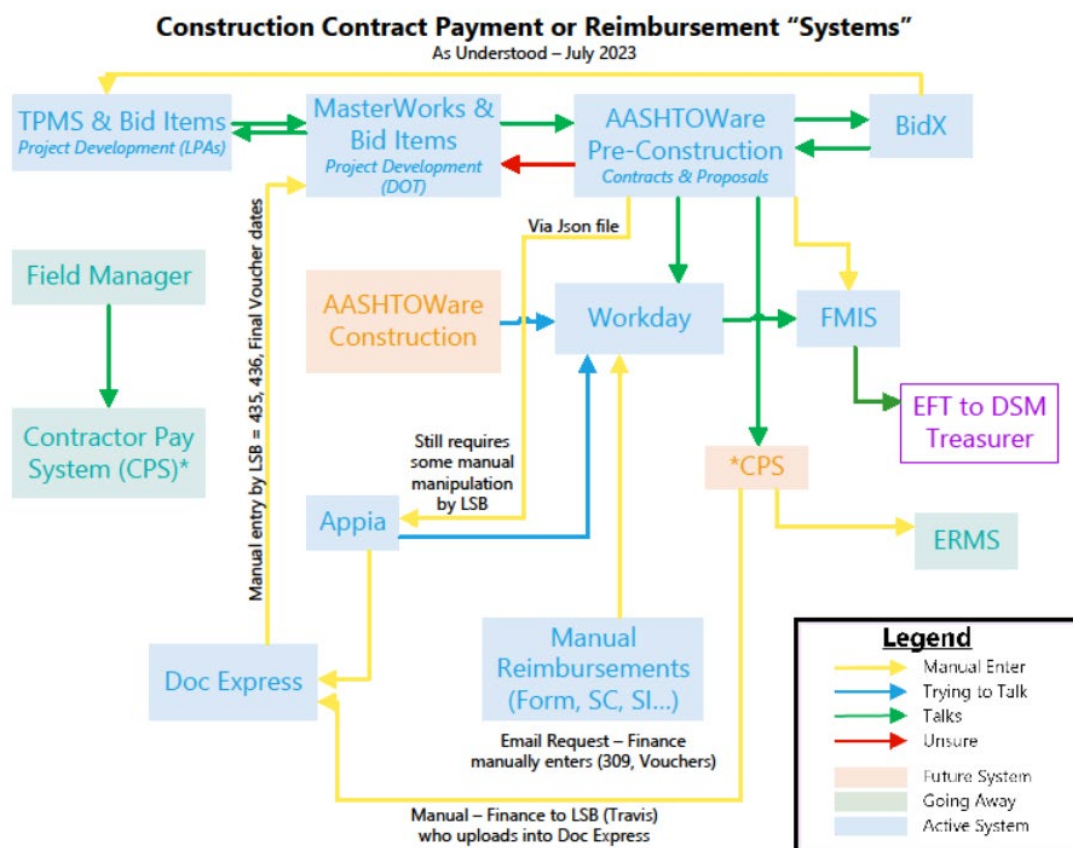 Construction Contract Payment or Reimbursement “Systems”
As Understood – July 2023
TPMS & Bid Items
Project Development (LPAs)
MasterWorks &
Bid Items
Project Development
(DOT)
AASHTOWare
Pre-Construction
Contracts & Proposals
BidX
Via Json file
Manual entry by LSB = 435, 436, Final Voucher dates
Field Manager
AASHTOWare
Construction
Workday
FMIS
EFT to DSM
Treasurer
Contractor Pay
System (CPS)*
Still requires
some manual
manipulation
by LSB
*CPS
Appia
ERMS
Doc Express
Manual
Reimbursements
(Form, SC, SI...)
Email Request – Finance
manually enters (309, Vouchers)
Manual – Finance to LSB (Travis)
who uploads into Doc Express
Legend
Manual Enter
Trying to Talk
Talks
Unsure
Future System
Going Away
Active System